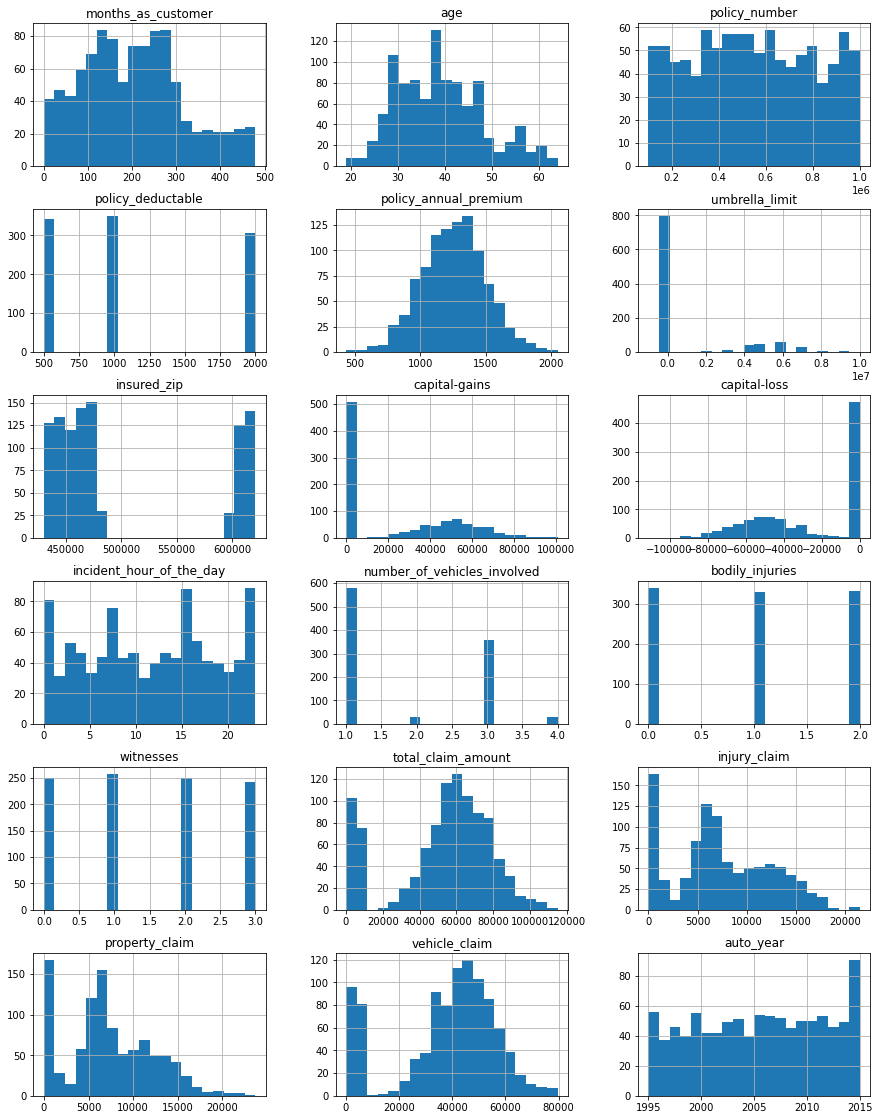 months_as_customer
80
60
40
20
0
0 100 200 300 400 500
age
120
100
80
60
40
20
0
20 30 40 50 60
policy_number
60
50
40
30
20
10
0
0.2 0.4 0.6 0.8 1.0
1e6
policy_deductable
300
200
100
0
500 750 1000 1250 1500 1750 2000
policy_annual_premium
125
100
75
50
25
0
500 1000 1500 2000
umbrella_limit
800
600
400
200
0
0.0 0.2 0.4 0.6 0.8 1.0
1e7
insured_zip
150
125
100
75
50
25
0
450000 500000 550000 600000
capital-gains
500
400
300
200
100
0
0 20000 40000 60000 80000 100000
capital-loss
400
300
200
100
0
−100000 −80000 −60000 −40000 −20000 0
incident_hour_of_the_day
80
60
40
20
0
0 5 10 15 20
number_of_vehicles_involved
600
500
400
300
200
100
0
1.0 1.5 2.0 2.5 3.0 3.5 4.0
bodily_injuries
300
200
100
0
0.0 0.5 1.0 1.5 2.0
witnesses
250
200
150
100
50
0
0.0 0.5 1.0 1.5 2.0 2.5 3.0
total_claim_amount
120
100
80
60
40
20
0
0 20000 40000 60000 80000 100000 120000
injury_claim
150
125
100
75
50
25
0
0 5000 10000 15000 20000
property_claim
150
100
50
0
0 5000 10000 15000 20000
vehicle_claim
120
100
80
60
40
20
0
0 20000 40000 60000 80000
auto_year
80
60
40
20
0
1995 2000 2005 2010 2015